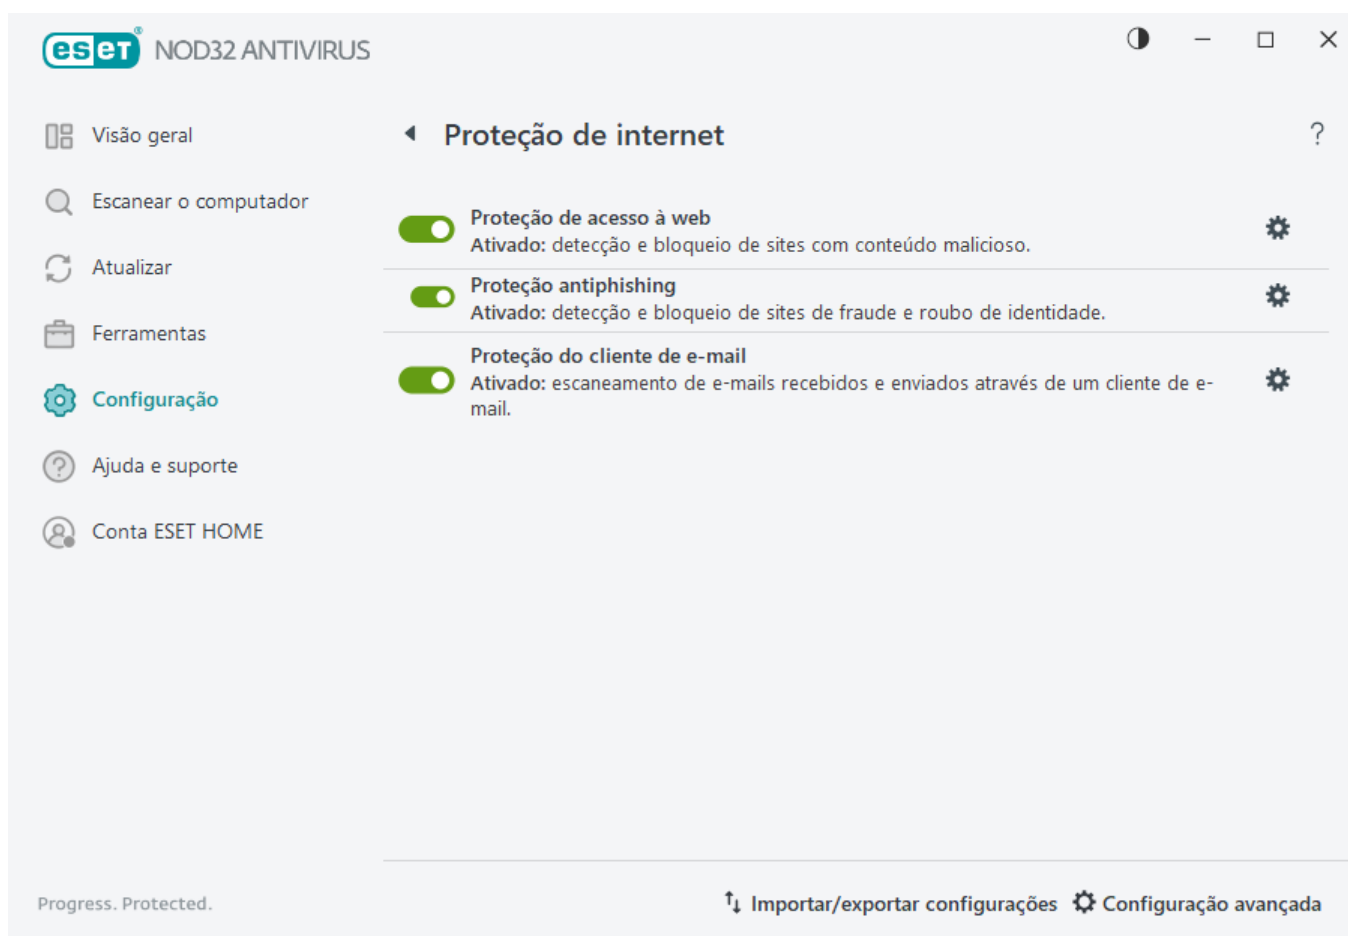 eset® NOD32 ANTIVIRUS
Visão geral
Escanear o computador
Atualizar
Ferramentas
Configuração
Ajuda e suporte
Conta ESET HOME
Proteção de internet
?
Proteção de acesso à web
Ativado: detecção e bloqueio de sites com conteúdo malicioso.
Proteção antiphishing
Ativado: detecção e bloqueio de sites de fraude e roubo de identidade.
Proteção do cliente de e-mail
Ativado: escaneamento de e-mails recebidos e enviados através de um cliente de e-
mail.
Progress. Protected.
Importar/exportar configurações
Configuração avançada